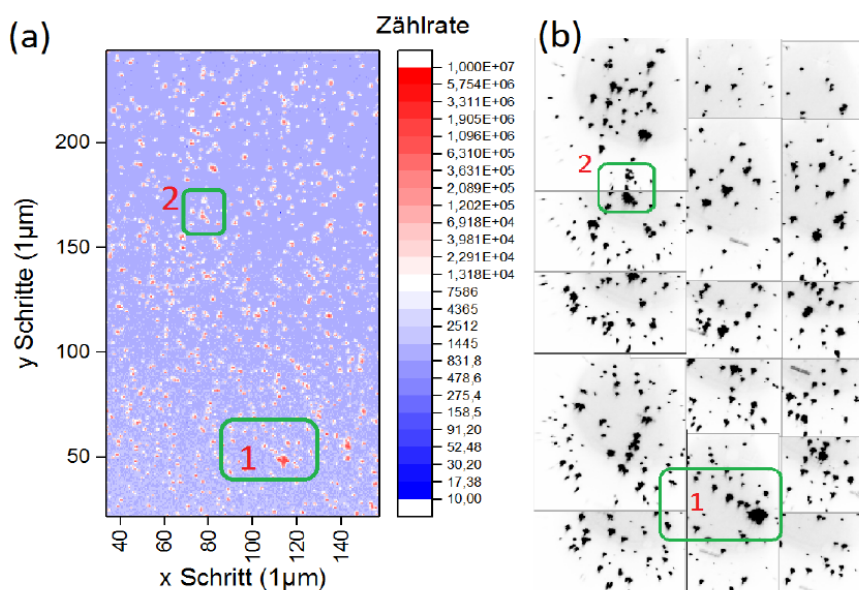 (a)
Zählrate
(b)
1,000E+07
5,754E+06
3,311E+06
1,905E+06
1,096E+06
6,310E+05
3,631E+05
2,089E+05
1,202E+05
6,918E+04
3,981E+04
2,291E+04
1,318E+04
7586
4365
2512
1445
831,8
478,6
275,4
158,5
91,20
52,48
30,20
17,38
10,00
y Schritte (1µm)
200
150
100
50
40
60
80
100
120
140
x Schritt (1µm)
2
1
2
1